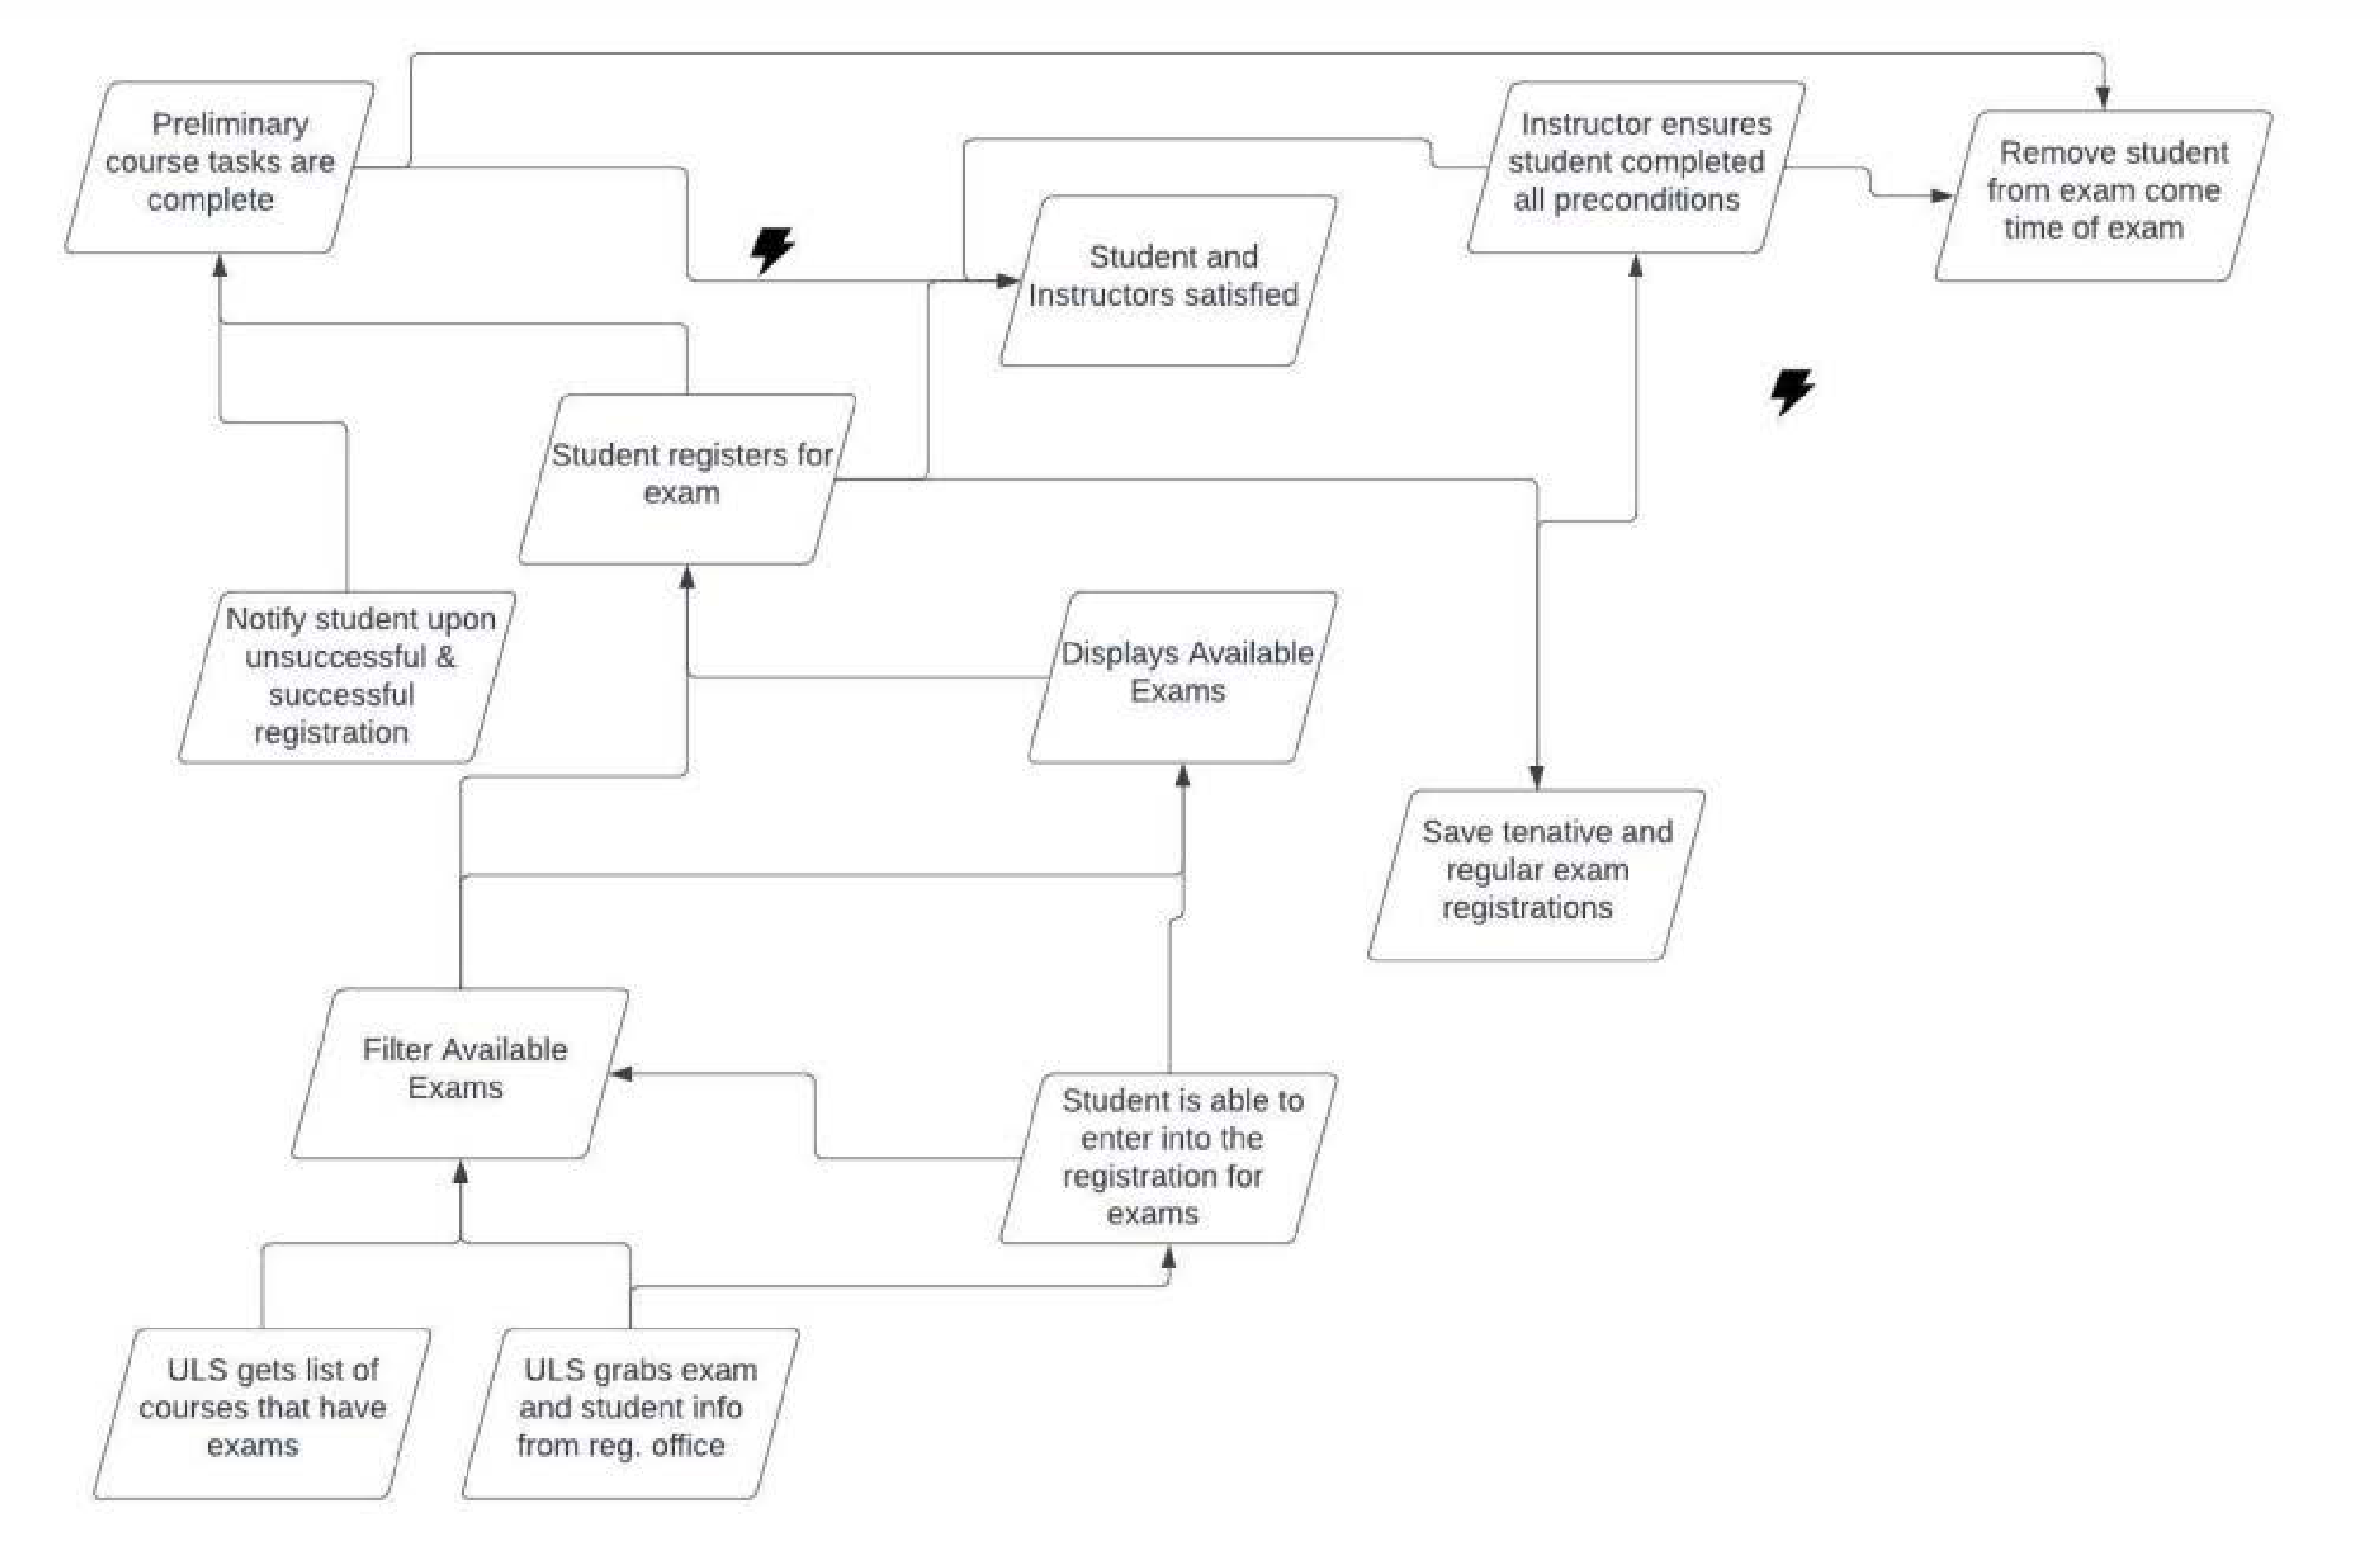 Preliminary
course tasks are
complete
Instructor ensures
student completed
all preconditions
Remove student
from exam come
time of exam
Student and
Instructors satisfied
Student registers for
exam
Notify student upon
unsuccessful &
successful
registration
Displays Available
Exams
Save tenative and
regular exam
registrations
Filter Available
Exams
Student is able to
enter into the
registration for
exams
ULS gets list of
courses that have
exams
ULS grabs exam
and student info
from reg. office